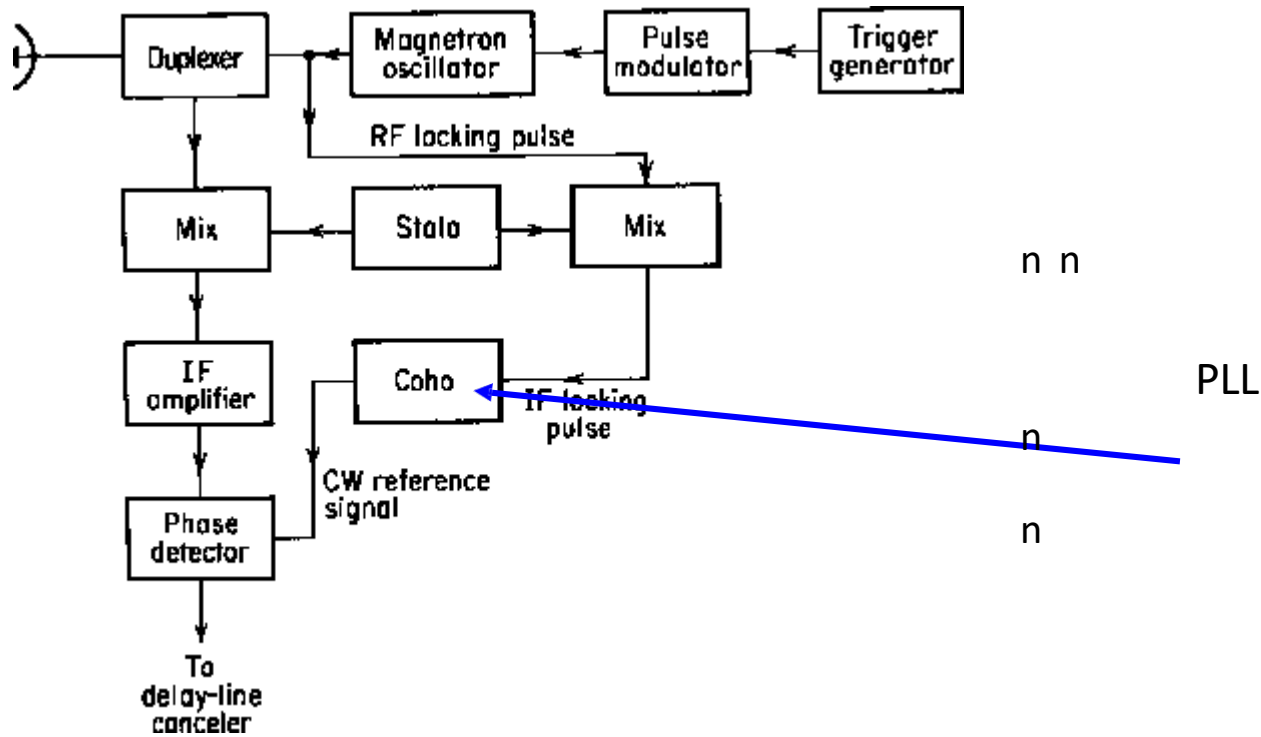 Duplexer
Magnetron
oscillator
Pulse
modulator
Trigger
generator
RF locking pulse
Mix
Stalo
Mix
n n
IF
amplifier
Coho
IF locking
pulse
PLL
n
CW reference
signal
Phase
detector
n
To
delay-line
canceler